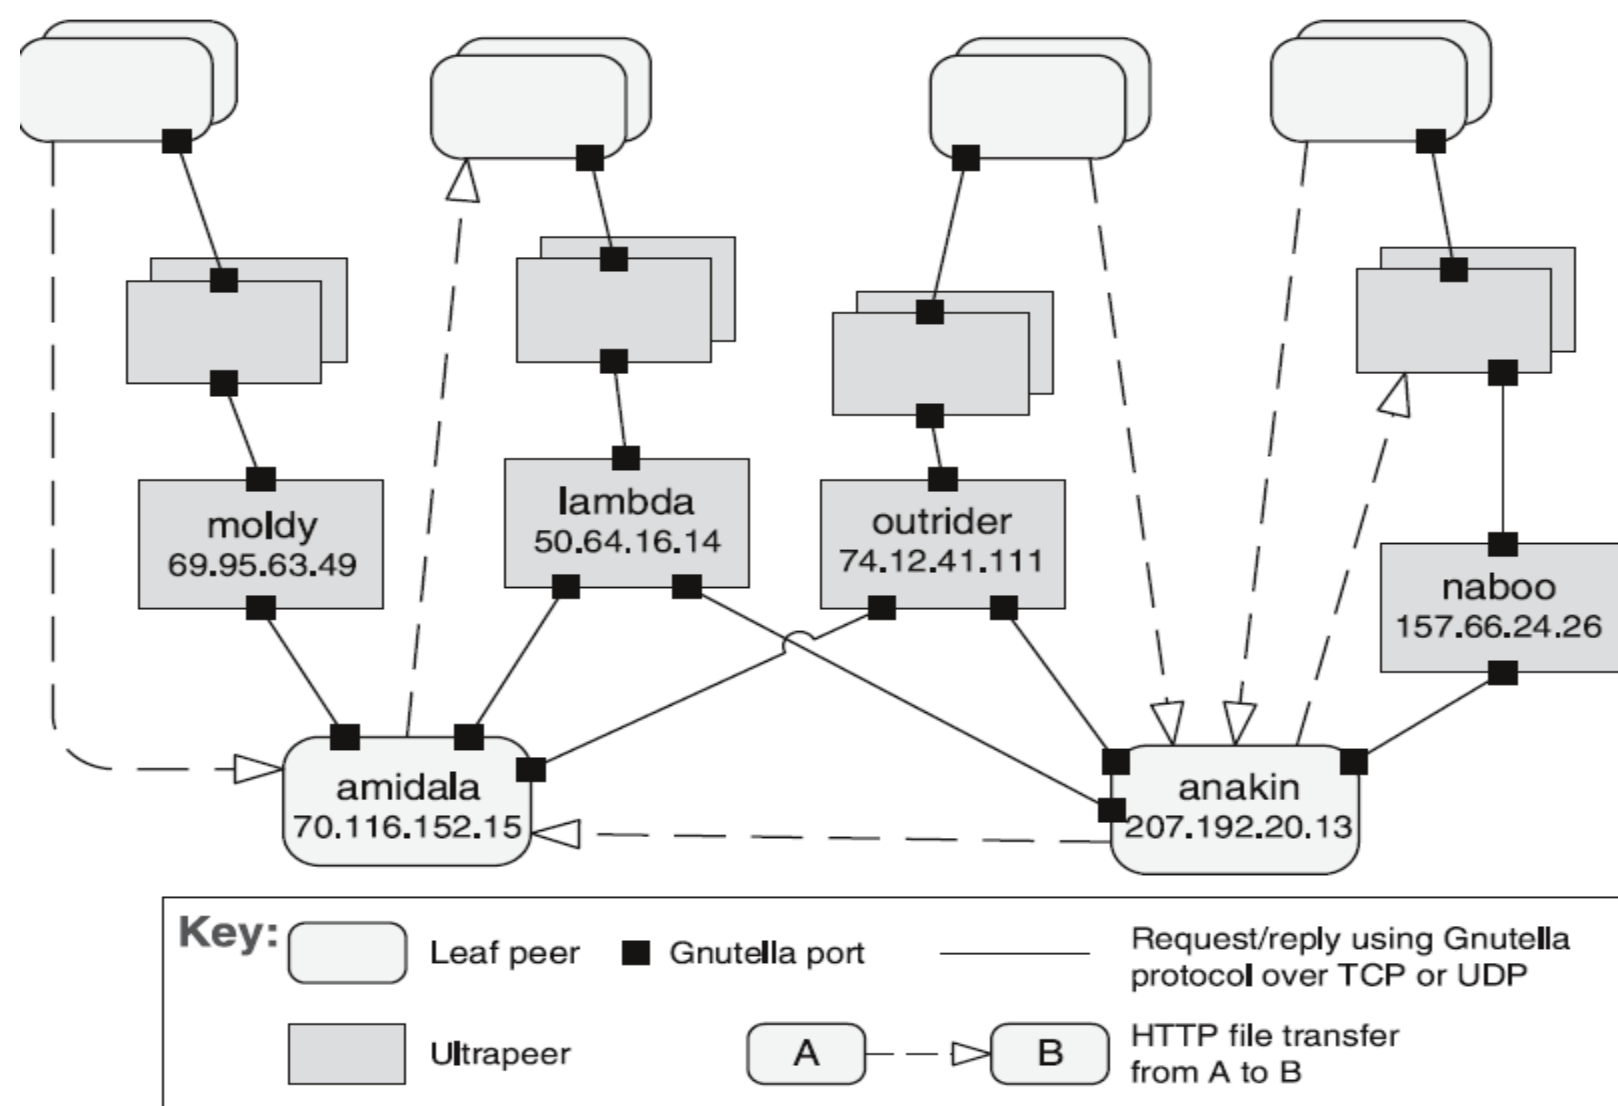 moldy
69.95.63.49
lambda
50.64.16.14
outrider
74.12.41.111
naboo
157.66.24.26
amidala
70.116.152.15
anakin
207.192.20.13
Key:
Leaf peer
Gnutella port
Request/reply using Gnutella
protocol over TCP or UDP
Ultrapeer
A
B
HTTP file transfer
from A to B